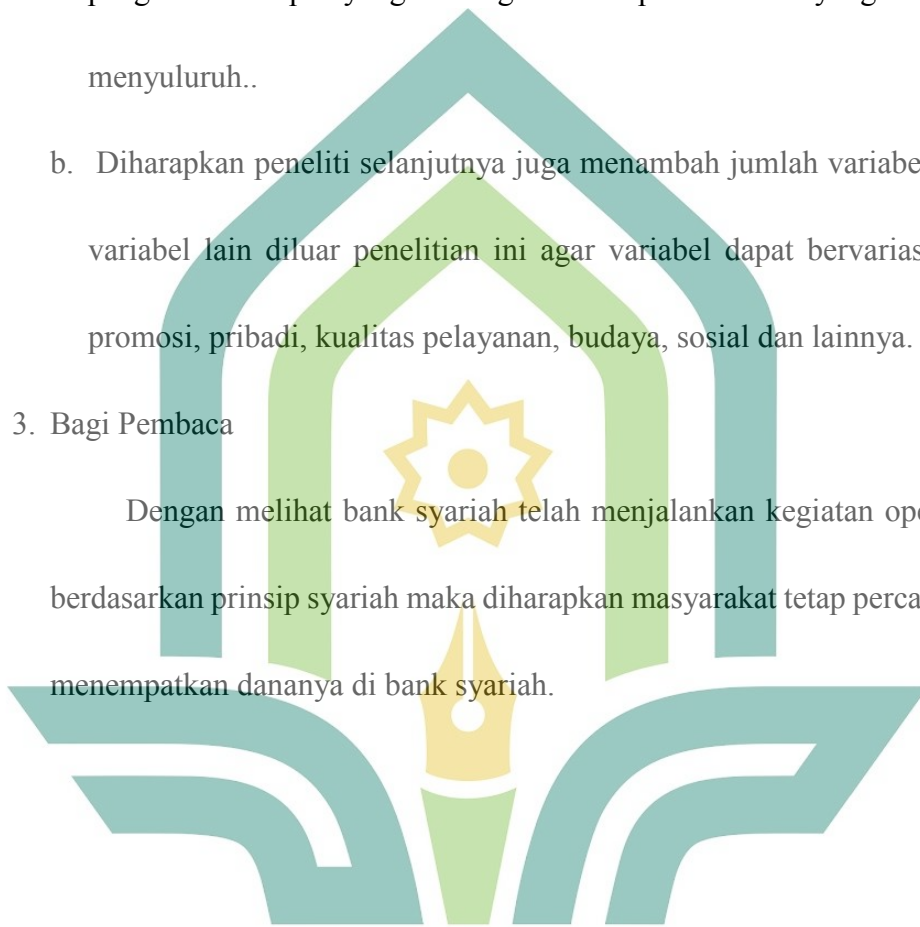 menyuluruh..
b. Diharapkan peneliti selanjutnya juga menambah jumlah variabe
variabel lain diluar penelitian ini agar variabel dapat bervarias
promosi, pribadi, kualitas pelayanan, budaya, sosial dan lainnya.
3. Bagi Pembaca
Dengan melihat bank syariah telah menjalankan kegiatan ope
berdasarkan prinsip syariah maka diharapkan masyarakat tetap perca
menempatkan dananya di bank syariah.